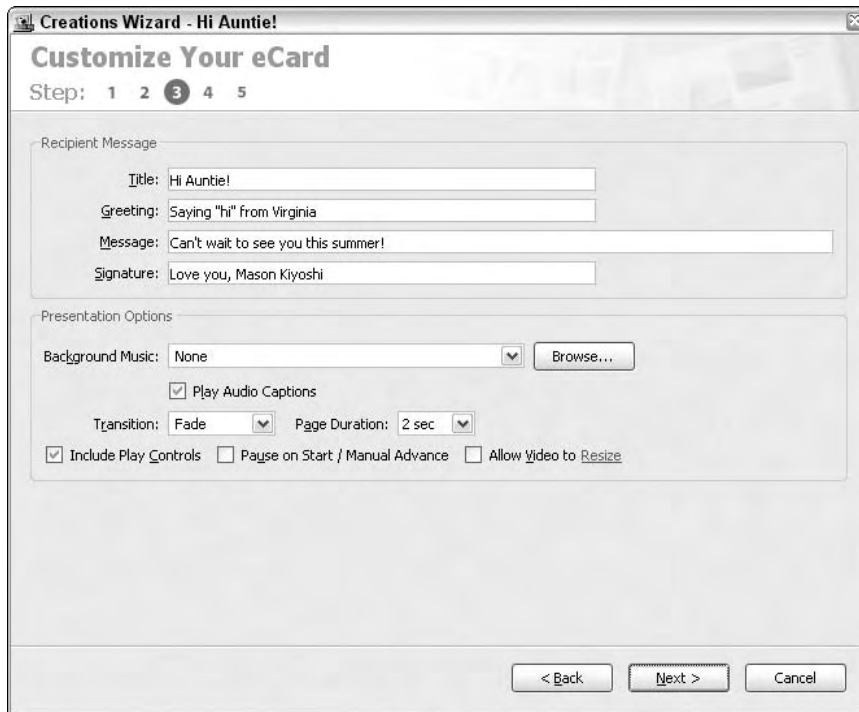 Creations Wizard - Hi Auntie!
Customize Your eCard
Step: 1 2 3 4 5
Recipient Message
Title: Hi Auntie!
Greeting: Saying "hi" from Virginia
Message: Can't wait to see you this summer!
Signature: Love you, Mason Kiyoshi
Presentation Options
Background Music: None Browse...
Play Audio Captions
Transition: Fade Page Duration: 2 sec
Include Play Controls Pause on Start / Manual Advance Allow Video to Resize
< Back Next > Cancel